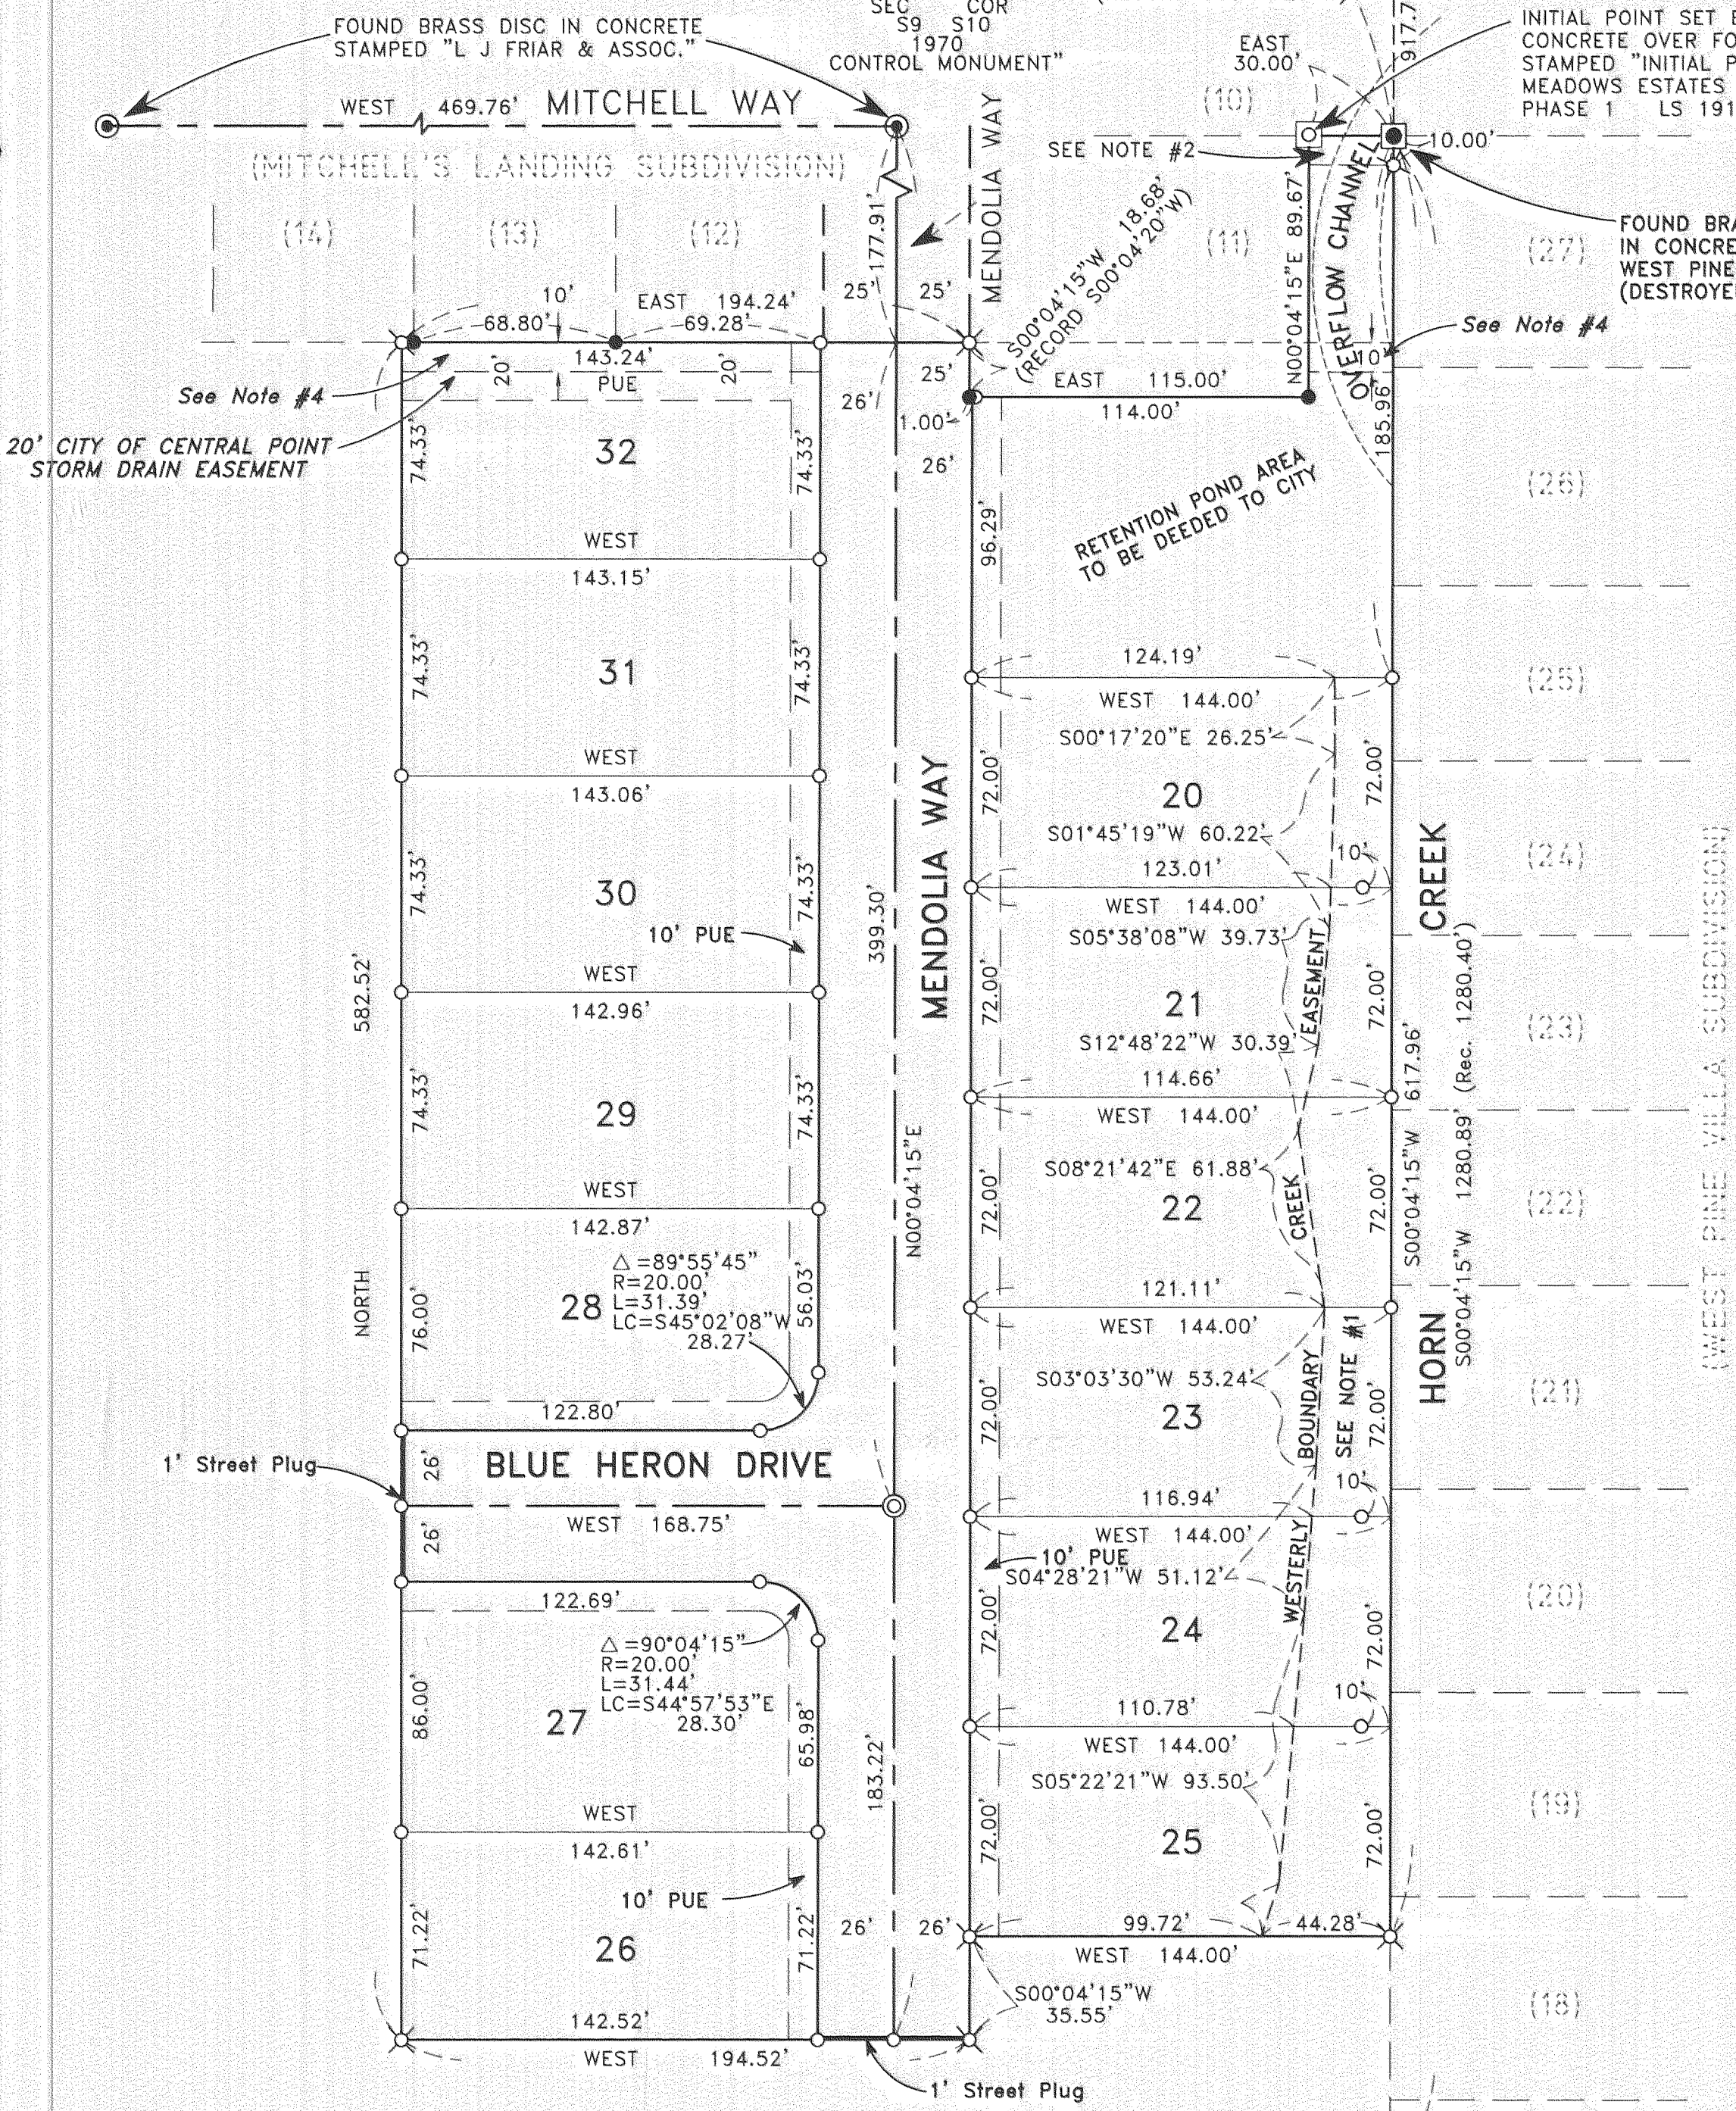 FOUND BRASS DISC IN CONCRETE
STAMPED "L J FRIAR & ASSOC."
SEC COR
S9 S10
1970
CONTROL MONUMENT"
EAST
30.00'
917.7
INITIAL POINT SET
CONCRETE OVER
STAMPED "INITIAL
MEADOWS ESTATES
PHASE 1 LS 191
WEST 469.76' MITCHELL WAY
(MITCHELL'S LANDING SUBDIVISION)
MENDOLIA WAY
(10)
10.00'
SEE NOTE #2
OVERFLOW CHANNEL
FOUND
IN
WEST PINE
(14)
(13)
(12)
177.91'
(11)
N00°04'15"E 89.67'
(27)
S00°04'15"W 18.68'
(RECORD S00°04'20"W)
See Note #4
10'
EAST 194.24'
68.80'
69.28'
25'
25'
143.24'
20'
PUE
20'
See Note #4
20' CITY OF CENTRAL POINT
STORM DRAIN EASEMENT
25'
26'
1.00'
26'
EAST 115.00'
114.00'
10'
185.96'
74.33'
32
74.33'
96.29'
RETENTION POND AREA
TO BE DEEDED TO CITY
(26)
WEST
143.15'
74.33'
31
74.33'
124.19'
WEST 144.00'
(25)
WEST
143.06'
S00°17'20"E 26.25'
72.00'
20
72.00'
S01°45'19"W 60.22'
10'
(24)
74.33'
30
74.33'
10' PUE
399.30'
MENDOLIA WAY
123.01'
WEST 144.00'
S05°38'08"W 39.73'
72.00'
21
72.00'
EASEMENT
(23)
WEST
142.96'
582.52'
NORTH
74.33'
29
74.33'
N00°04'15"E
S12°48'22"W 30.39'
114.66'
WEST 144.00'
S08°21'42"E 61.88'
72.00'
22
72.00'
CREEK
(22)
HORN CREEK
S00°04'15"W 617.96'
S00°04'15"W 1280.89' (Rec. 1280.40')
(WEST PINE VILLA SUBDIVISION)
WEST
142.87'
76.00'
28
△=89°55'45"
R=20.00'
L=31.39'
LC=S45°02'08"W
28.27'
56.03'
121.11'
WEST 144.00'
S03°03'30"W 53.24'
72.00'
23
72.00'
BOUNDARY
SEE NOTE #1
(21)
122.80'
BLUE HERON DRIVE
1' Street Plug
26'
26'
WEST 168.75'
10'
116.94'
WEST 144.00'
10' PUE
S04°28'21"W 51.12'
WESTERLY
72.00'
24
72.00'
(20)
122.69'
△=90°04'15"
R=20.00'
L=31.44'
LC=S44°57'53"E
28.30'
86.00'
27
65.98'
183.22'
10'
110.78'
WEST 144.00'
S05°22'21"W 93.50'
72.00'
25
72.00'
(19)
WEST
142.61'
10' PUE
71.22'
26
71.22'
26'
26'
99.72'
44.28'
WEST 144.00'
S00°04'15"W
35.55'
(18)
142.52'
WEST 194.52'
1' Street Plug